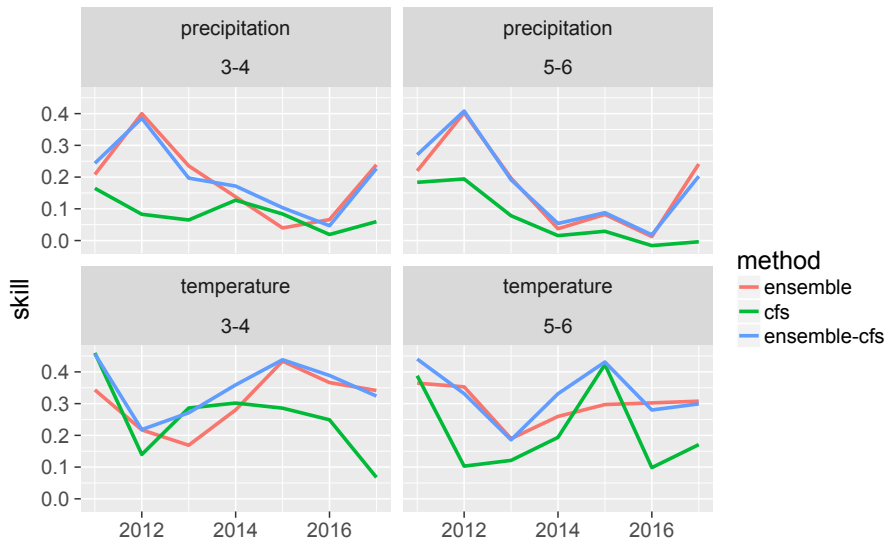 precipitation
3-4
precipitation
5-6
0.4
0.3
0.2
0.1
0.0
temperature
3-4
temperature
5-6
0.4
0.3
0.2
0.1
0.0
2012 2014 2016
2012 2014 2016
skill
method
ensemble
cfs
ensemble-cfs